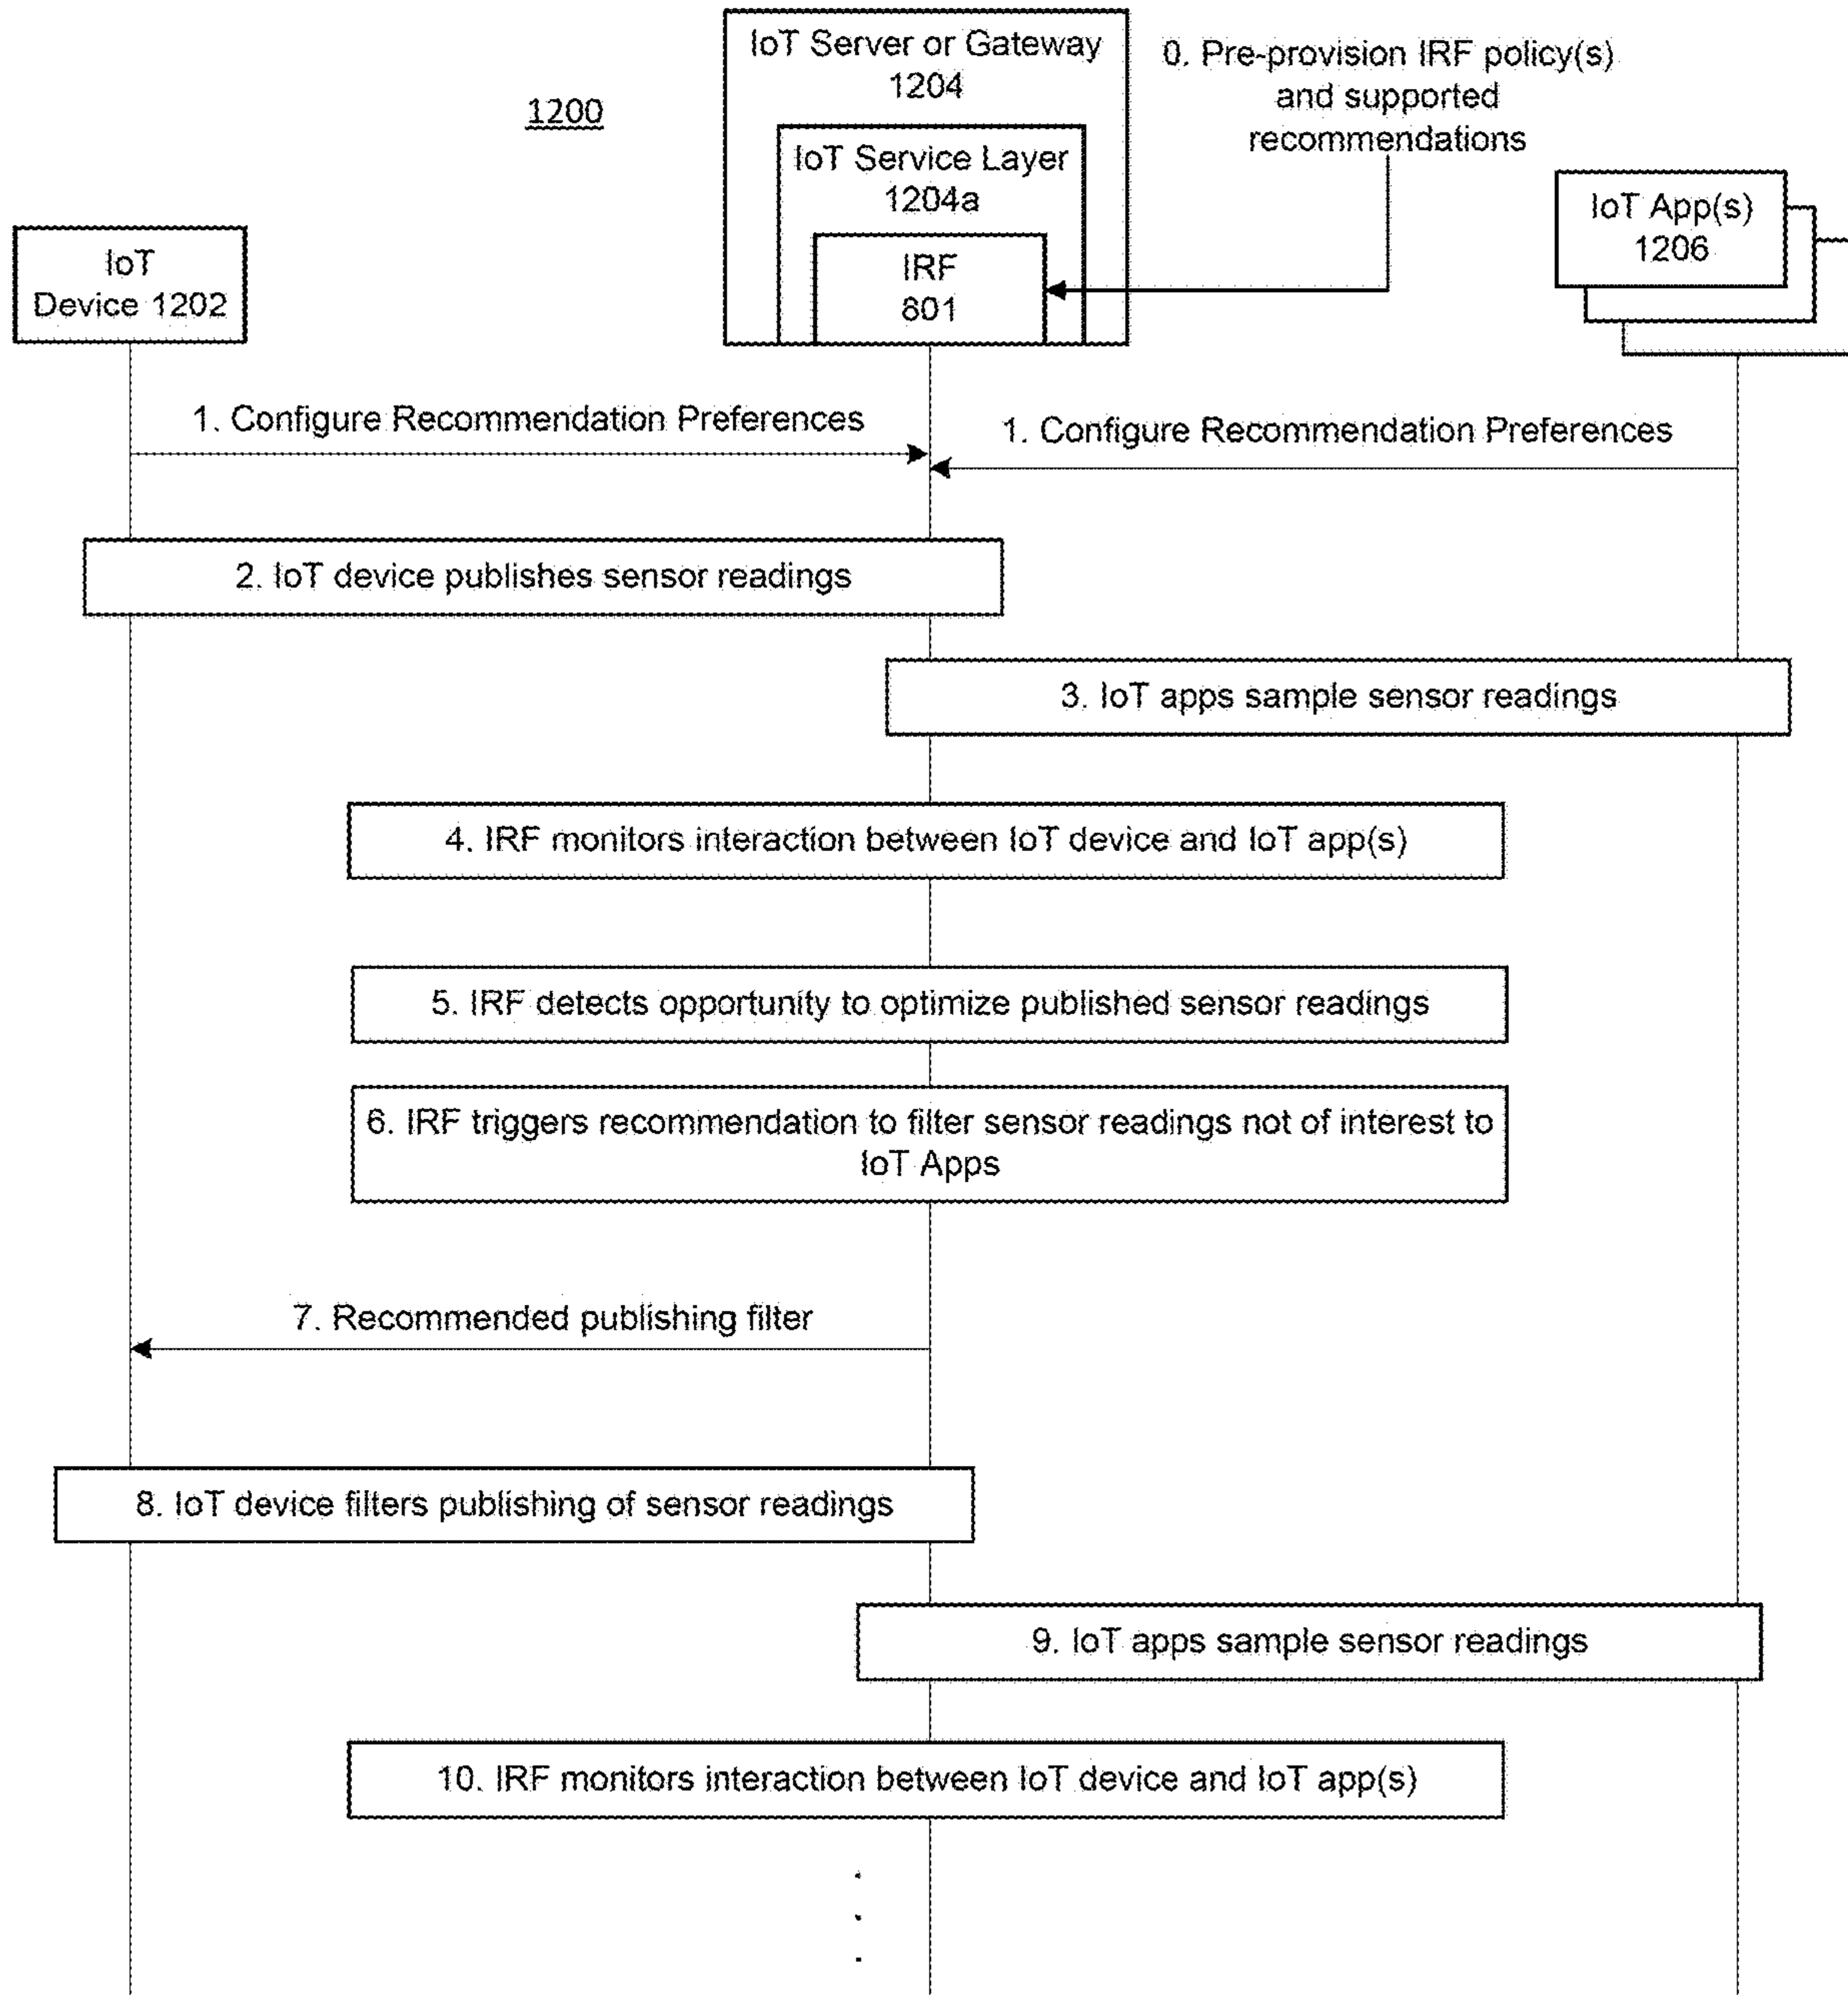 IoT Server or Gateway
1204
0. Pre-provision IRF policy(s)
and supported
recommendations
1200
IoT Service Layer
1204a
IoT App(s)
1206
IoT
Device 1202
IRF
801
1. Configure Recommendation Preferences
1. Configure Recommendation Preferences
2. IoT device publishes sensor readings
3. IoT apps sample sensor readings
4. IRF monitors interaction between IoT device and IoT app(s)
5. IRF detects opportunity to optimize published sensor readings
6. IRF triggers recommendation to filter sensor readings not of interest to
IoT Apps
7. Recommended publishing filter
8. IoT device filters publishing of sensor readings
9. IoT apps sample sensor readings
10. IRF monitors interaction between IoT device and IoT app(s)